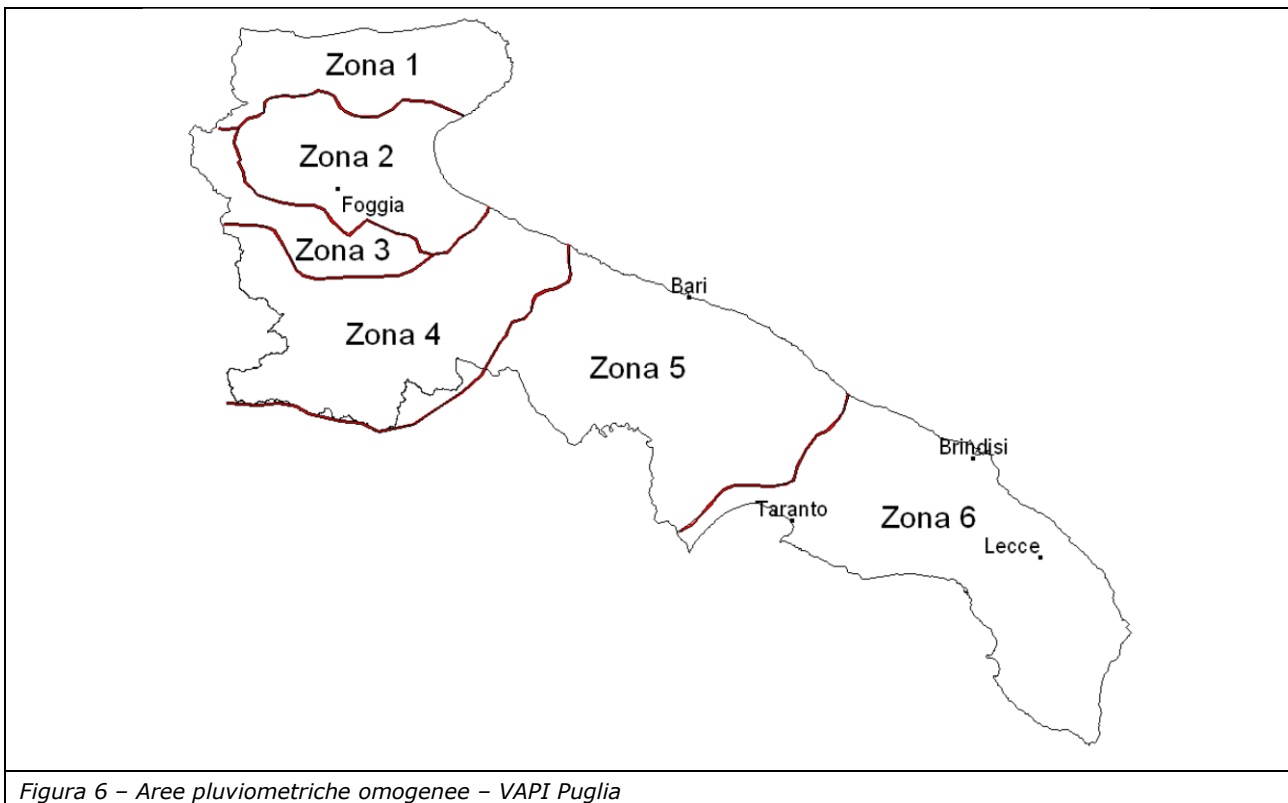 Zona 1
Zona 2
Foggia
Zona 3
Bari
Zona 4
Zona 5
Brindisi
Taranto
Zona 6
Lecce
Figura 6 – Aree pluviometriche omogenee – VAPI Puglia